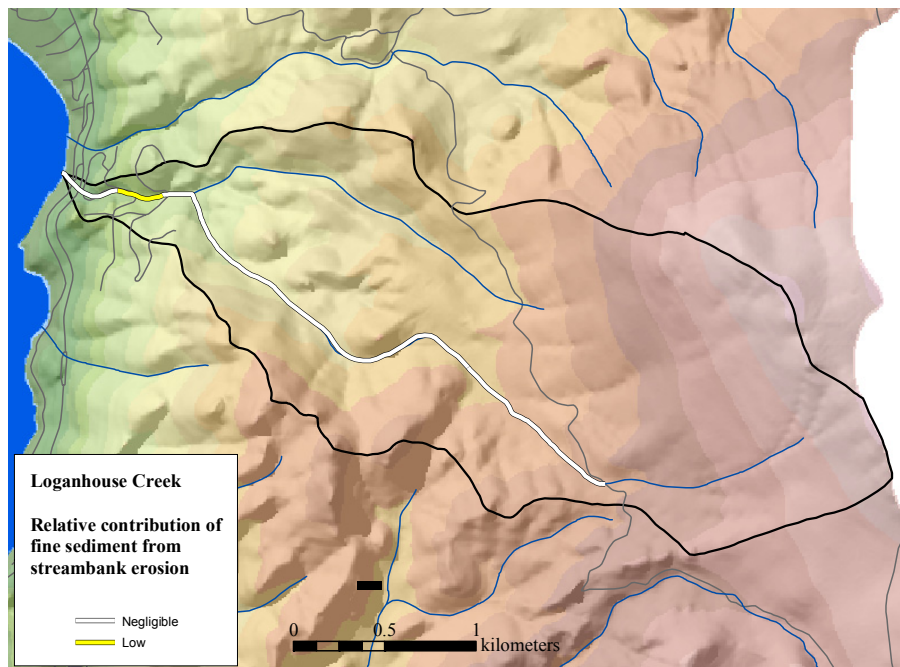 Loganhouse Creek
Relative contribution of
fine sediment from
streambank erosion
Negligible
Low
0 0.5 1
kilometers